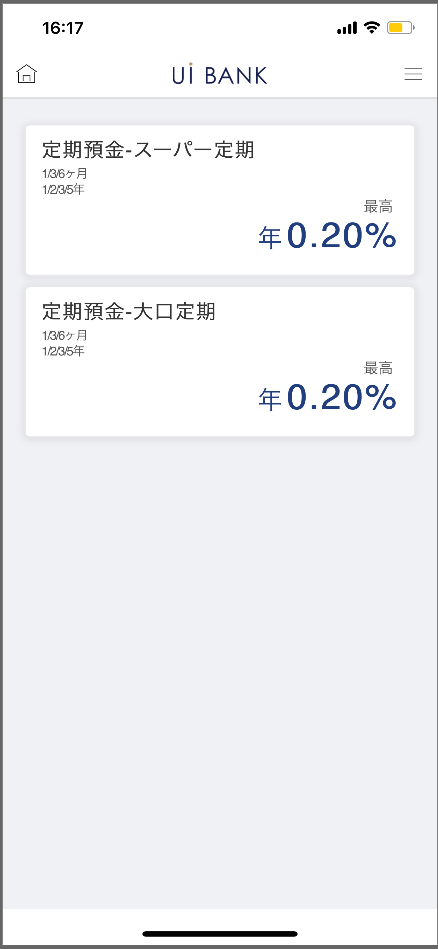 16:17
Ui BANK
定期預金-スーパー定期
1/3/6ヶ月
1/2/3/5年
最高
年0.20%
定期預金-大口定期
1/3/6ヶ月
1/2/3/5年
最高
年0.20%